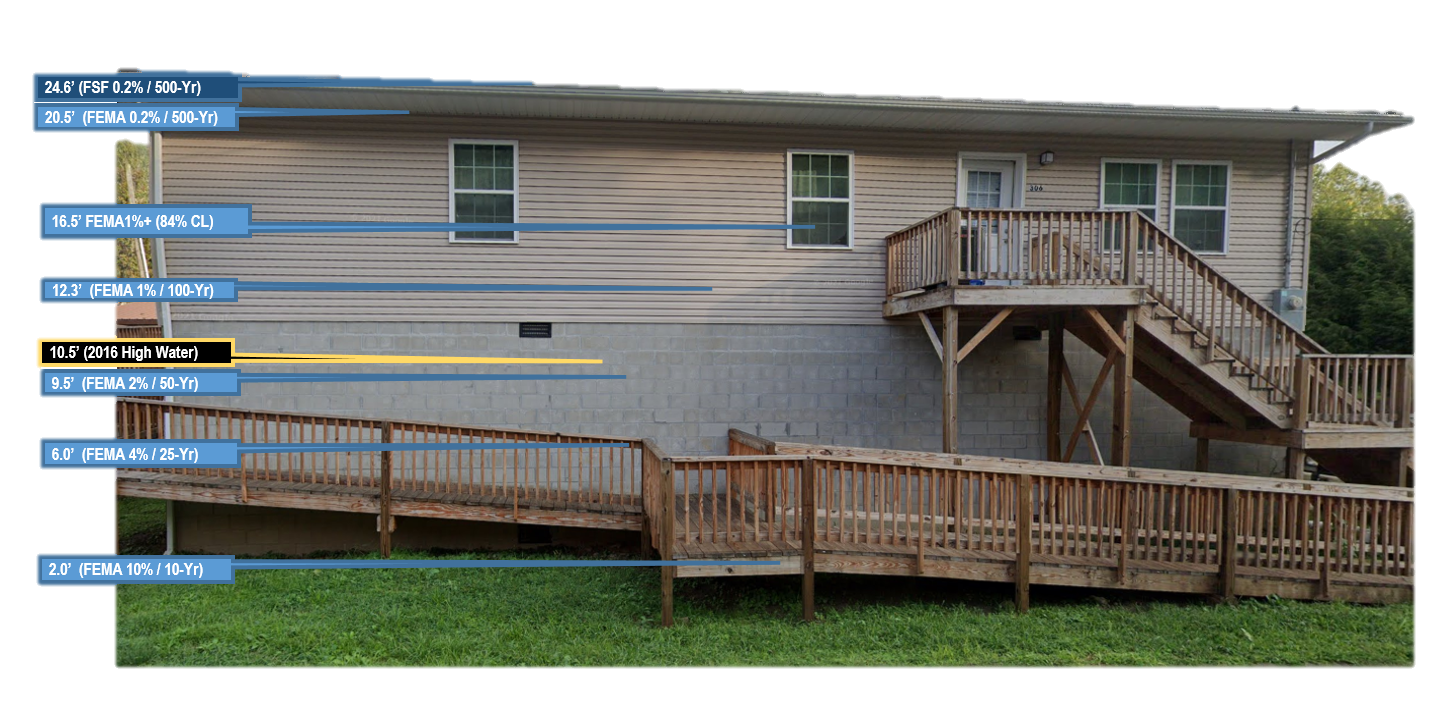 24.6’ (FSF 0.2% / 500-Yr)
20.5’ (FEMA 0.2% / 500-Yr)
16.5’ FEMA1%+ (84% CL)
306
12.3’ (FEMA 1% / 100-Yr)
10.5’ (2016 High Water)
9.5’ (FEMA 2% / 50-Yr)
6.0’ (FEMA 4% / 25-Yr)
2.0’ (FEMA 10% / 10-Yr)